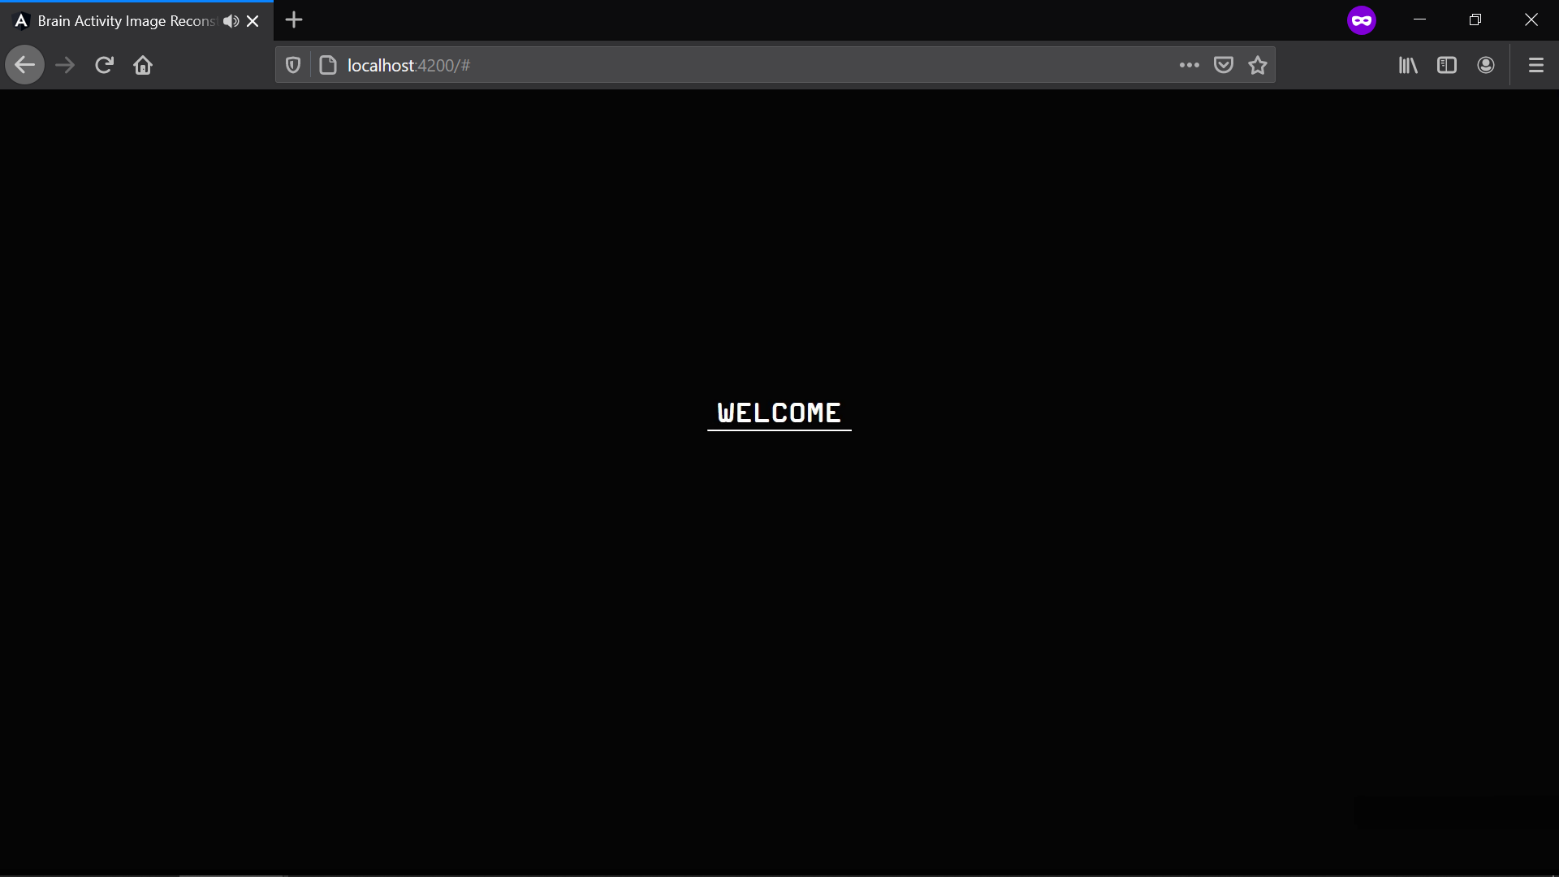 Brain Activity Image Recons
localhost:4200/#
WELCOME